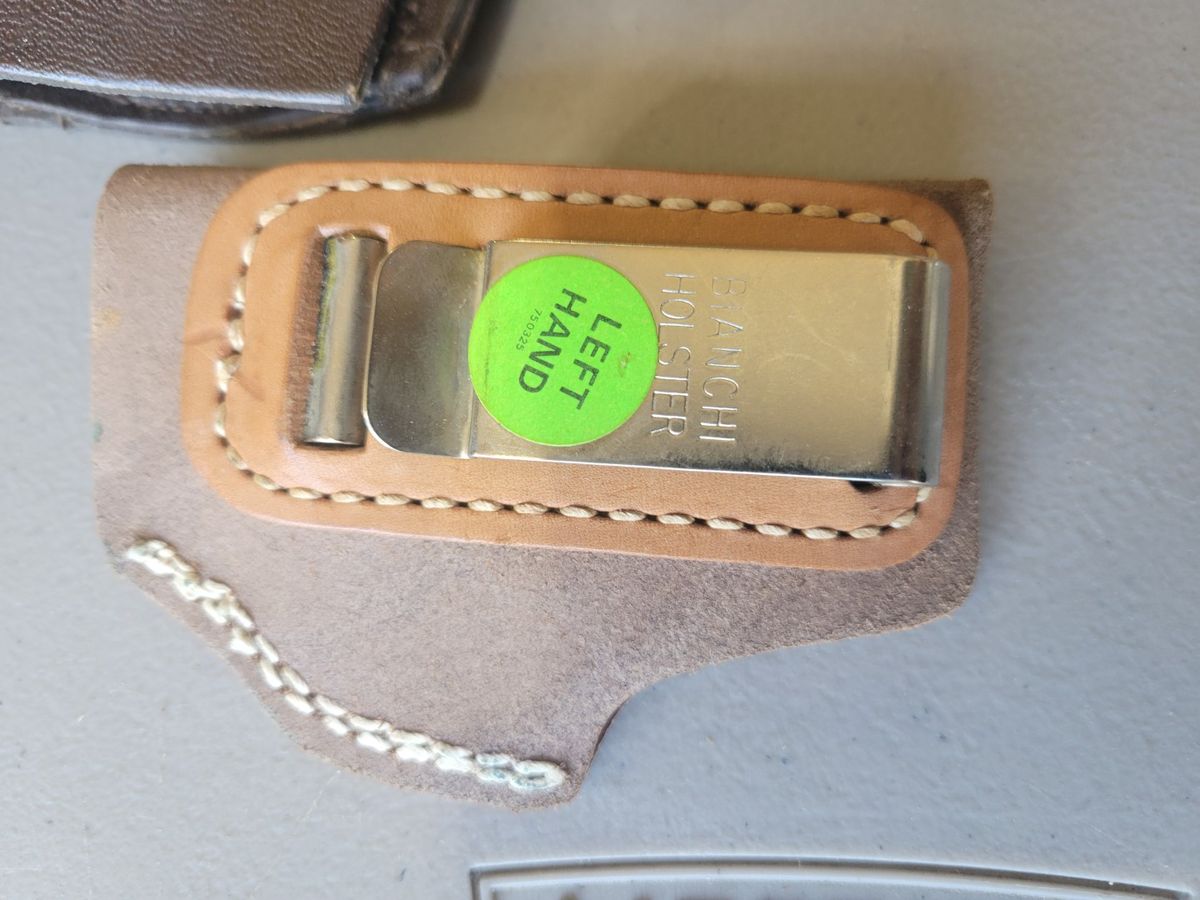 BIANCHI
HOLSTER
LEFT
HAND
750325